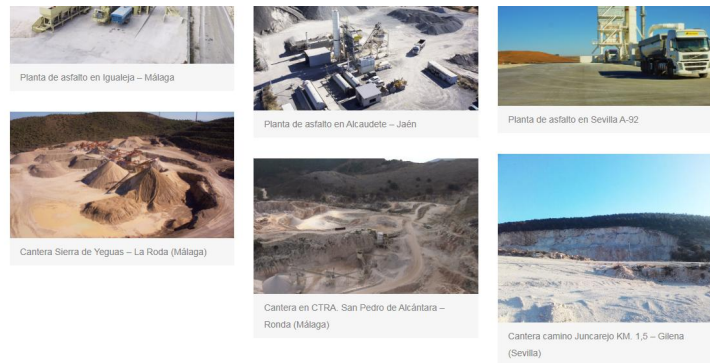 Planta de asfalto en Igualeja – Málaga
Planta de asfalto en Alcaudete – Jaén
Planta de asfalto en Sevilla A-92
Cantera Sierra de Yeguas – La Roda (Málaga)
Cantera en CTRA. San Pedro de Alcántara –
Ronda (Málaga)
Cantera camino Juncarejo KM. 1,5 – Gilena
(Sevilla)